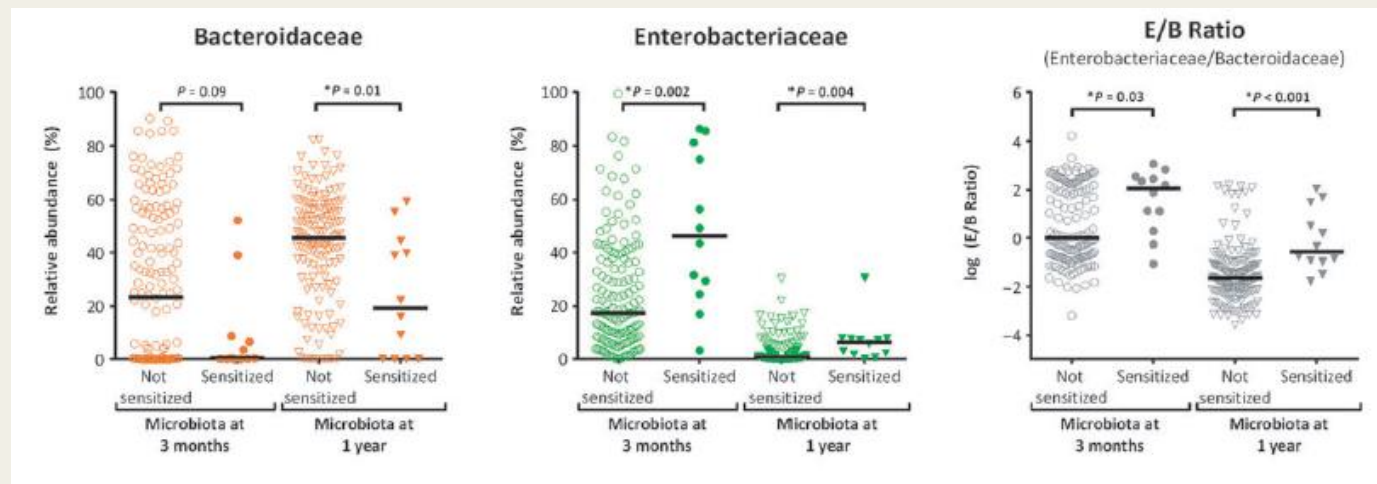 Bacteroidaceae
P = 0.09
*P = 0.01
Relative abundance (%)
100
80
60
40
20
0
Not
sensitized
Sensitized
Not
sensitized
Sensitized
Microbiota at
3 months
Microbiota at
1 year
Enterobacteriaceae
*P = 0.002
*P = 0.004
Relative abundance (%)
100
80
60
40
20
0
Not
sensitized
Sensitized
Not
sensitized
Sensitized
Microbiota at
3 months
Microbiota at
1 year
E/B Ratio
(Enterobacteriaceae/Bacteroidaceae)
*P = 0.03
*P < 0.001
log (E/B Ratio)
6
4
2
0
−2
−4
Not
sensitized
Sensitized
Not
sensitized
Sensitized
Microbiota at
3 months
Microbiota at
1 year